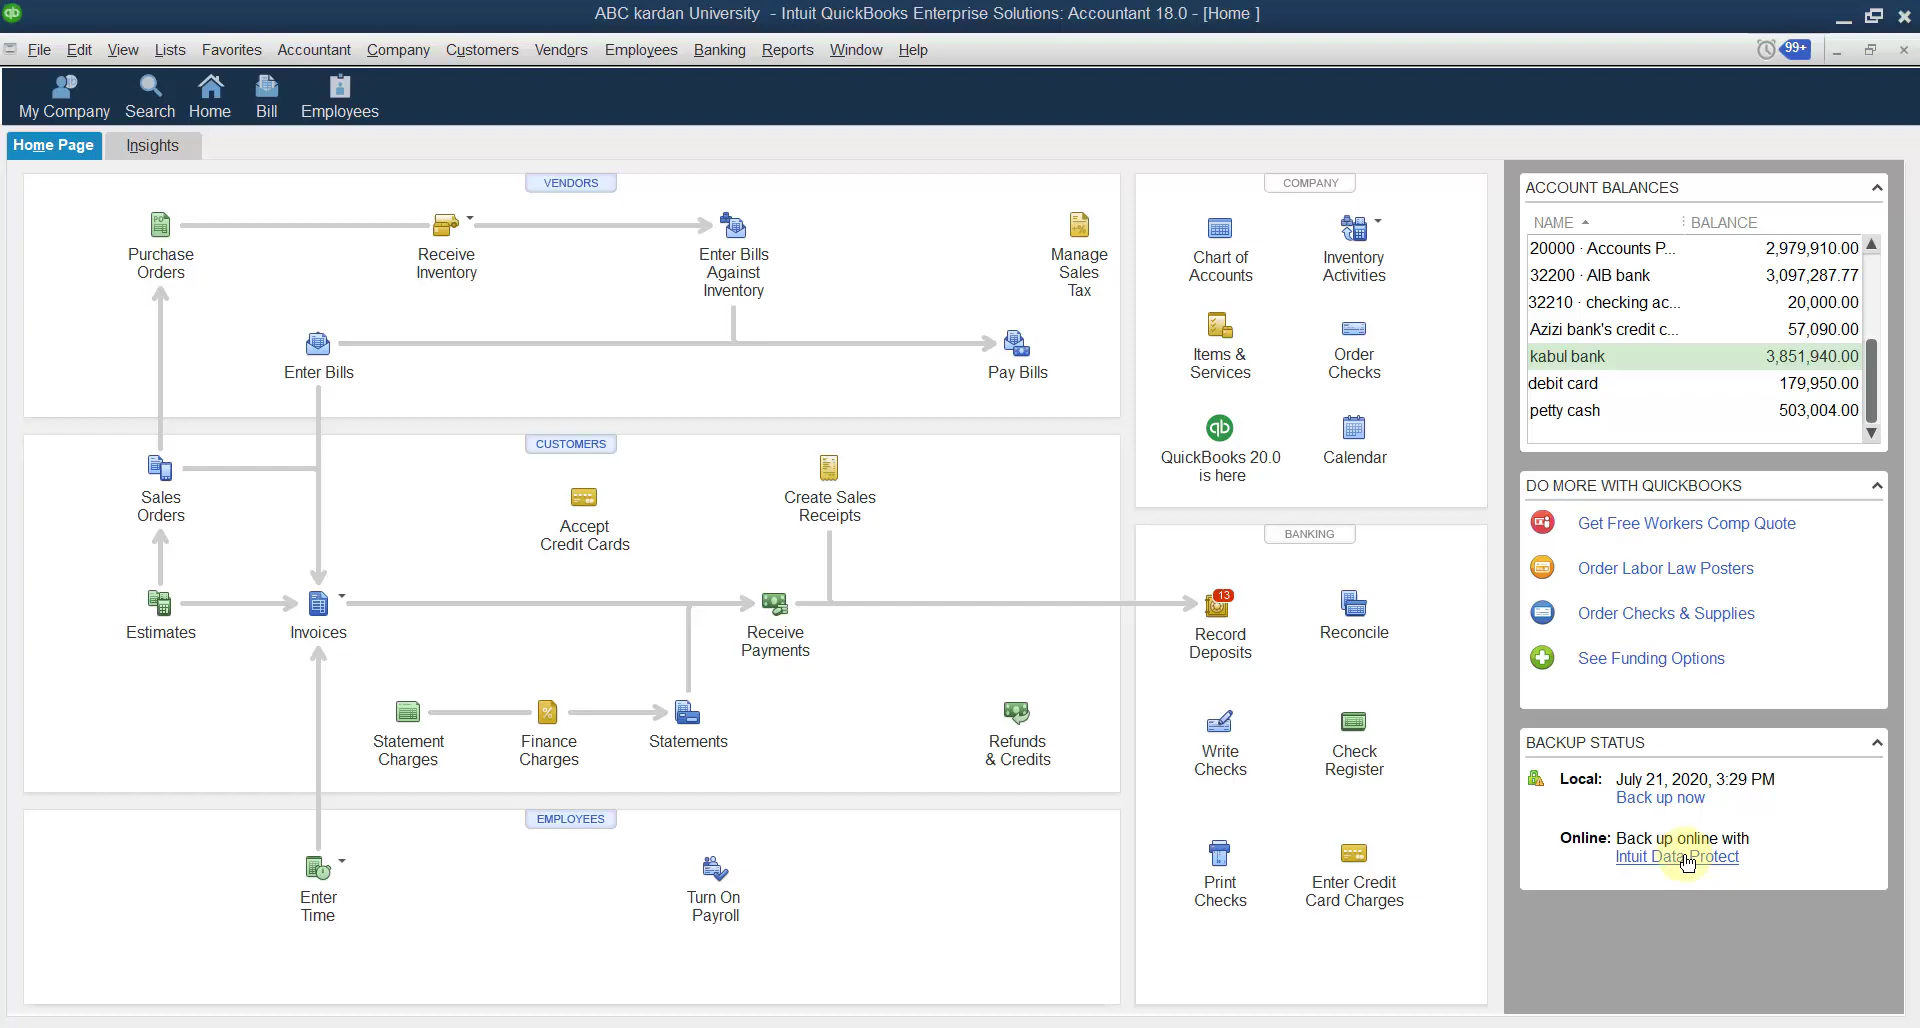 ABC kardan University - Intuit QuickBooks Enterprise Solutions: Accountant 18.0 - [Home ]
File Edit View Lists Favorites Accountant Company Customers Vendors Employees Banking Reports Window Help
99+
My Company Search Home Bill Employees
Home Page Insights
VENDORS
Purchase
Orders
Receive
Inventory
Enter Bills
Against
Inventory
Manage
Sales
Tax
Enter Bills
Pay Bills
CUSTOMERS
Sales
Orders
Accept
Credit Cards
Create Sales
Receipts
Estimates
Invoices
Receive
Payments
Statement
Charges
Finance
Charges
Statements
Refunds
& Credits
EMPLOYEES
Enter
Time
Turn On
Payroll
COMPANY
Chart of
Accounts
Inventory
Activities
Items &
Services
Order
Checks
qb
QuickBooks 20.0
is here
Calendar
BANKING
13
Record
Deposits
Reconcile
Write
Checks
Check
Register
Print
Checks
Enter Credit
Card Charges
ACCOUNT BALANCES
NAME BALANCE
20000 · Accounts P... 2,979,910.00
32200 · AIB bank 3,097,287.77
32210 · checking ac... 20,000.00
Azizi bank's credit c... 57,090.00
kabul bank 3,851,940.00
debit card 179,950.00
petty cash 503,004.00
DO MORE WITH QUICKBOOKS
Get Free Workers Comp Quote
Order Labor Law Posters
Order Checks & Supplies
See Funding Options
BACKUP STATUS
Local: July 21, 2020, 3:29 PM
Back up now
Online: Back up online with
Intuit Data Protect